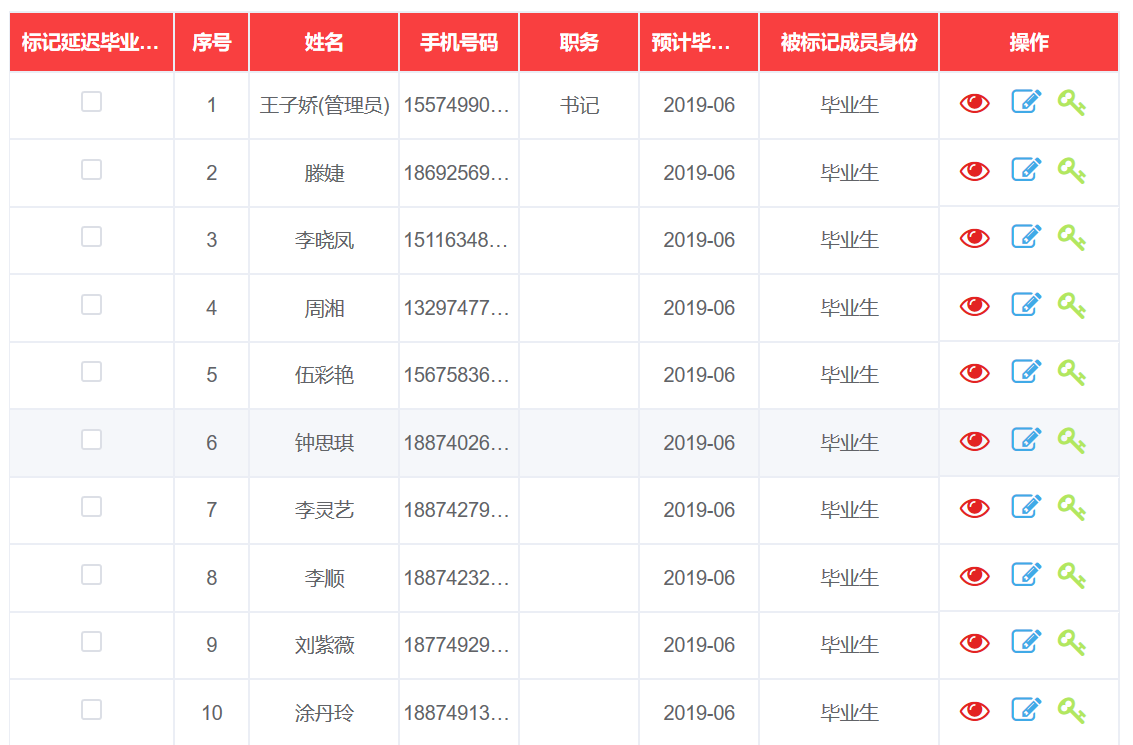 标记延迟毕业... 序号 姓名 手机号码 职务 预计毕... 被标记成员身份 操作
1 王子娇(管理员) 15574990... 书记 2019-06 毕业生
2 滕婕 18692569... 2019-06 毕业生
3 李晓凤 15116348... 2019-06 毕业生
4 周湘 13297477... 2019-06 毕业生
5 伍彩艳 15675836... 2019-06 毕业生
6 钟思琪 18874026... 2019-06 毕业生
7 李灵艺 18874279... 2019-06 毕业生
8 李顺 18874232... 2019-06 毕业生
9 刘紫薇 18774929... 2019-06 毕业生
10 涂丹玲 18874913... 2019-06 毕业生